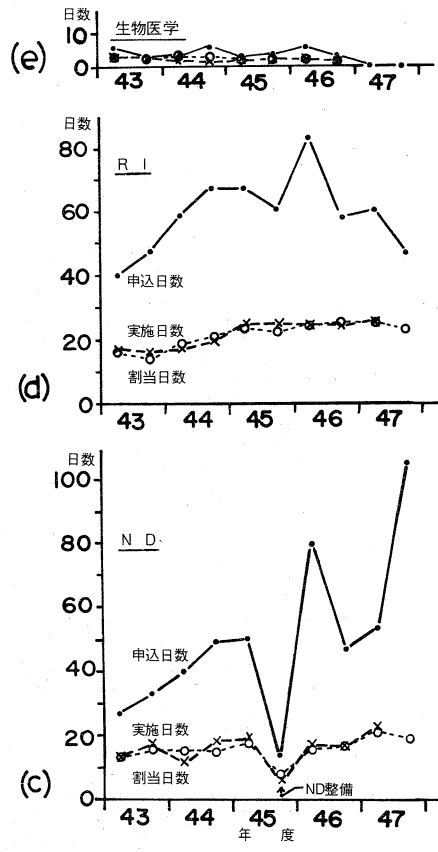 日数
生物医学
(e)
10
0
43 44 45 46 47
日数
80
R I
60
40
申込日数
実施日数
20
割当日数
(d)
0
43 44 45 46 47
日数
100
N D
80
60
申込日数
40
実施日数
20
割当日数
(c)
ND整備
0
43 44 45 46 47
年 度